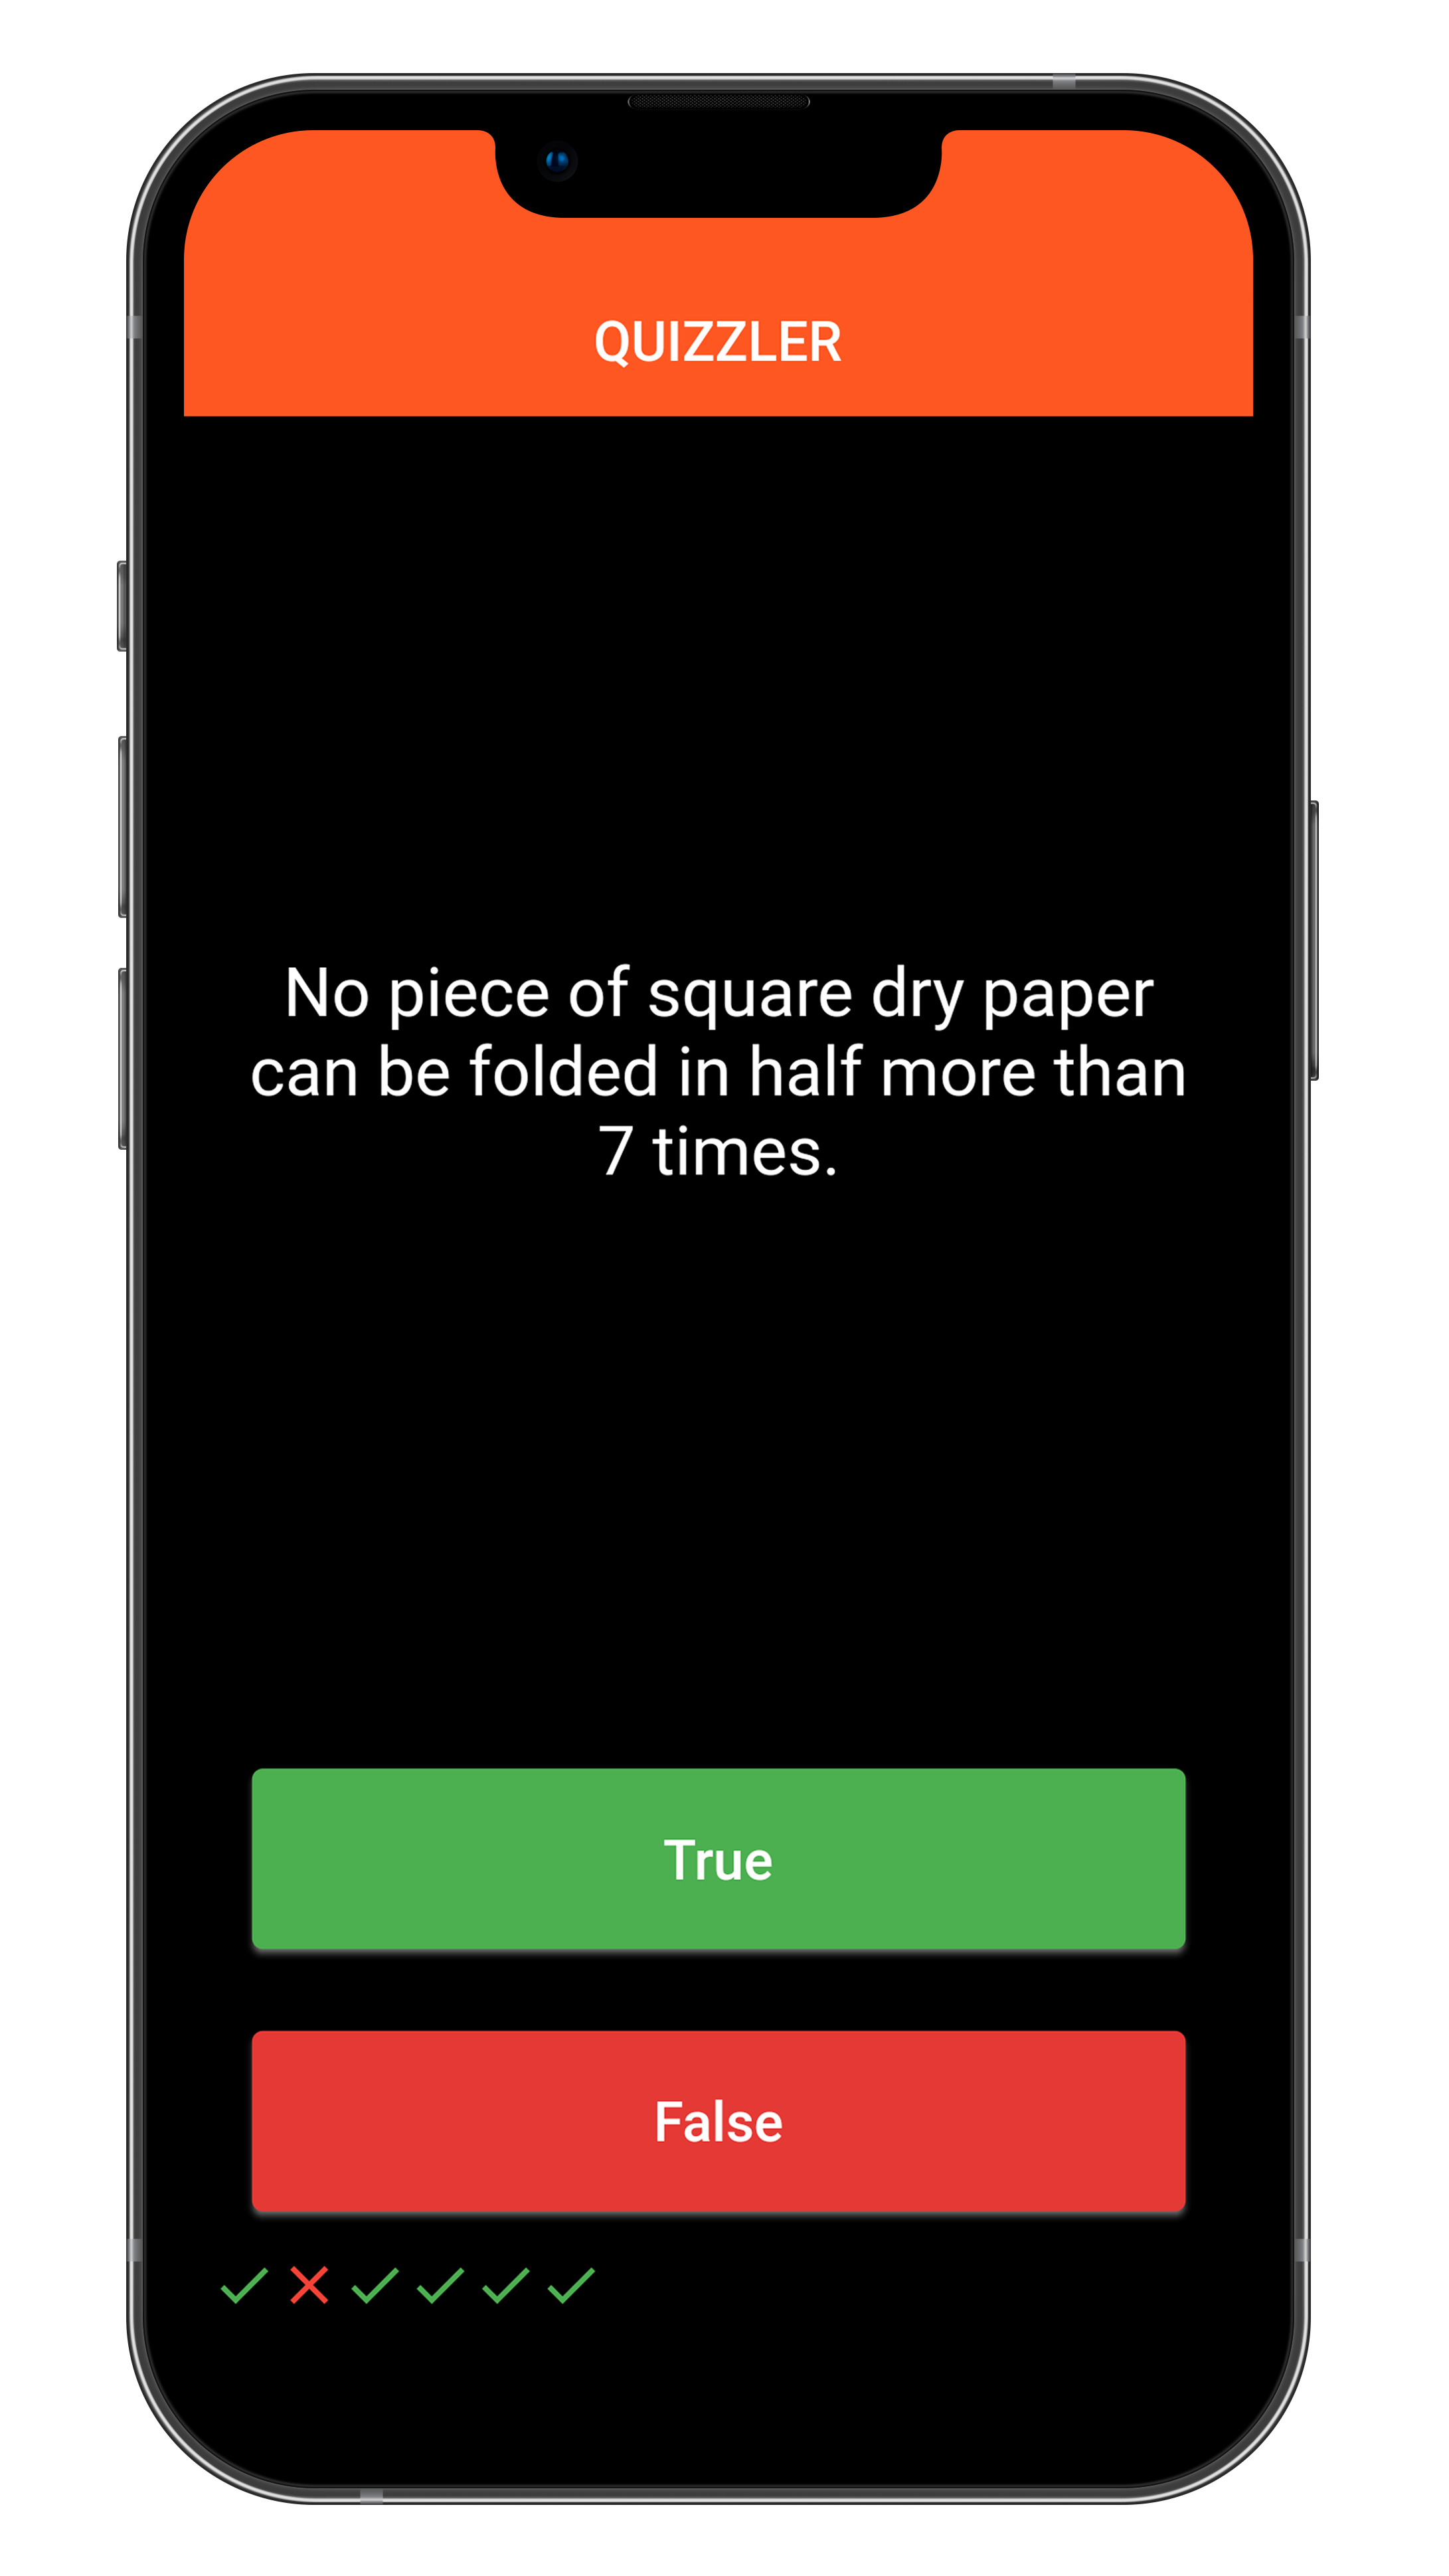 QUIZZLER
No piece of square dry paper
can be folded in half more than
7 times.
True
False